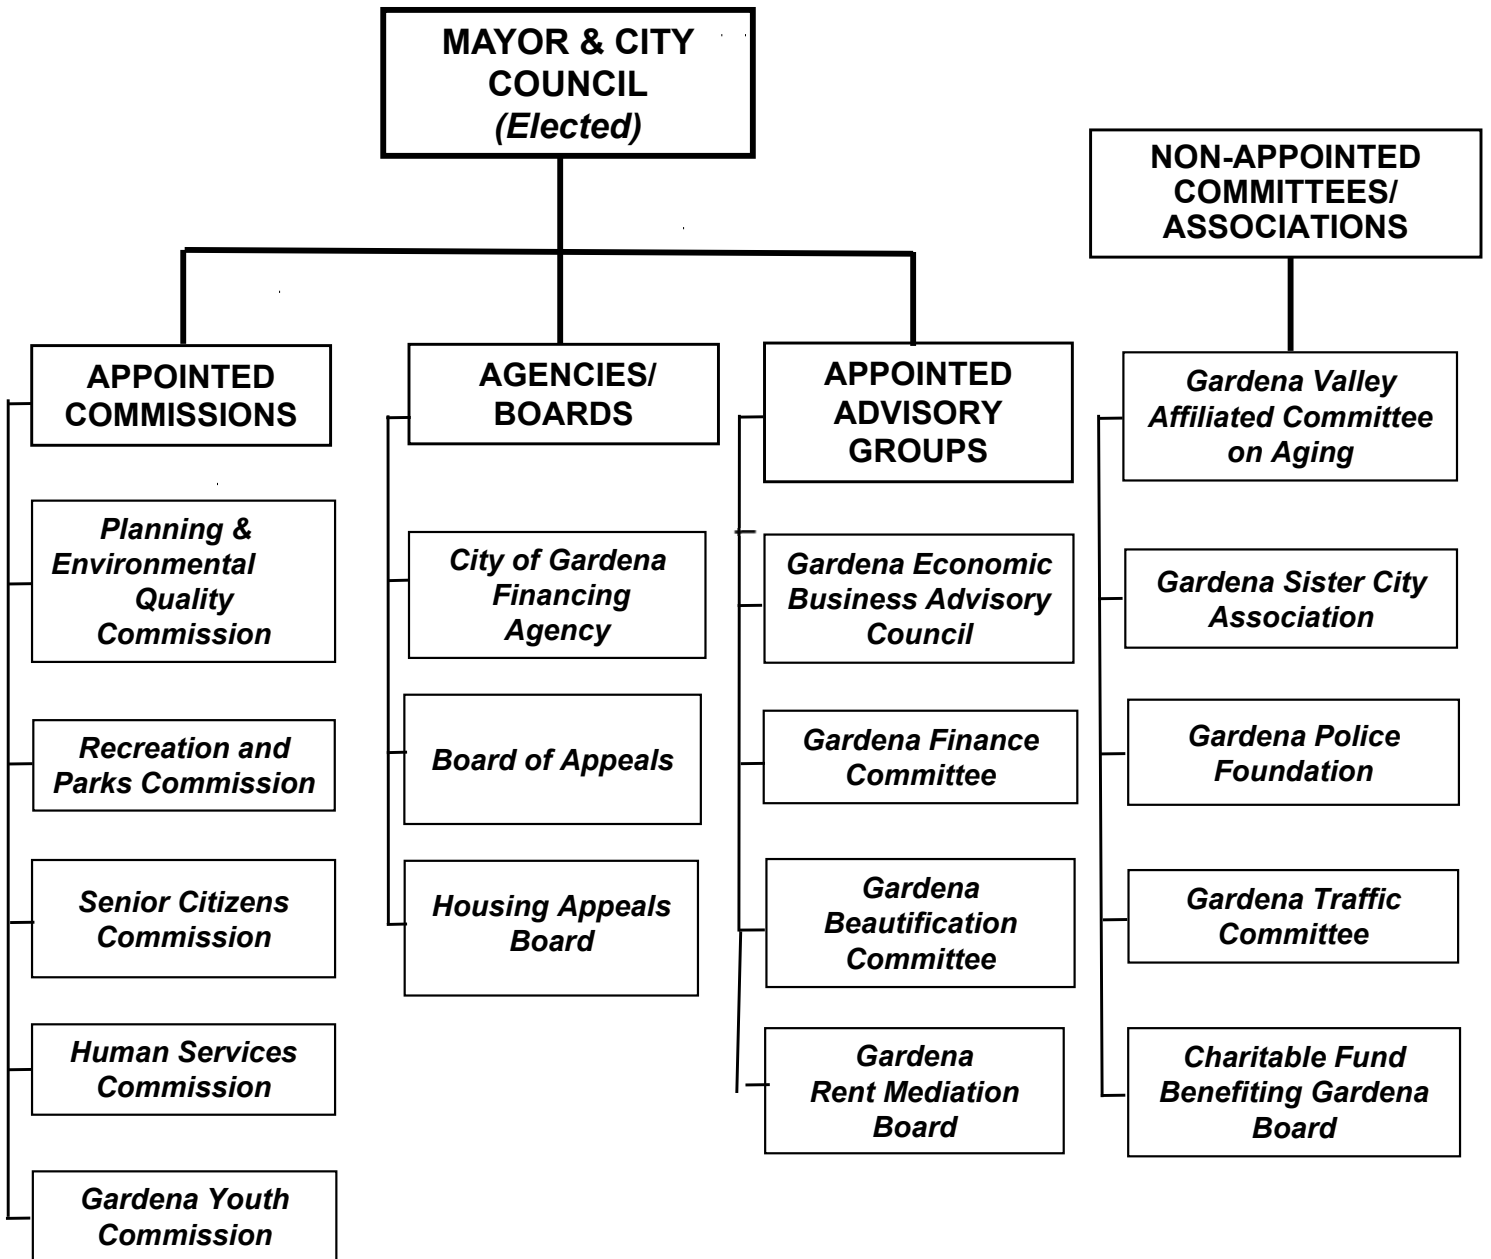 MAYOR & CITY
COUNCIL
(Elected)
NON-APPOINTED
COMMITTEES/
ASSOCIATIONS
APPOINTED
COMMISSIONS
Planning &
Environmental
Quality
Commission
Recreation and
Parks Commission
Senior Citizens
Commission
Human Services
Commission
Gardena Youth
Commission
AGENCIES/
BOARDS
City of Gardena
Financing
Agency
Board of Appeals
Housing Appeals
Board
APPOINTED
ADVISORY
GROUPS
Gardena Economic
Business Advisory
Council
Gardena Finance
Committee
Gardena
Beautification
Committee
Gardena
Rent Mediation
Board
Gardena Valley
Affiliated Committee
on Aging
Gardena Sister City
Association
Gardena Police
Foundation
Gardena Traffic
Committee
Charitable Fund
Benefiting Gardena
Board